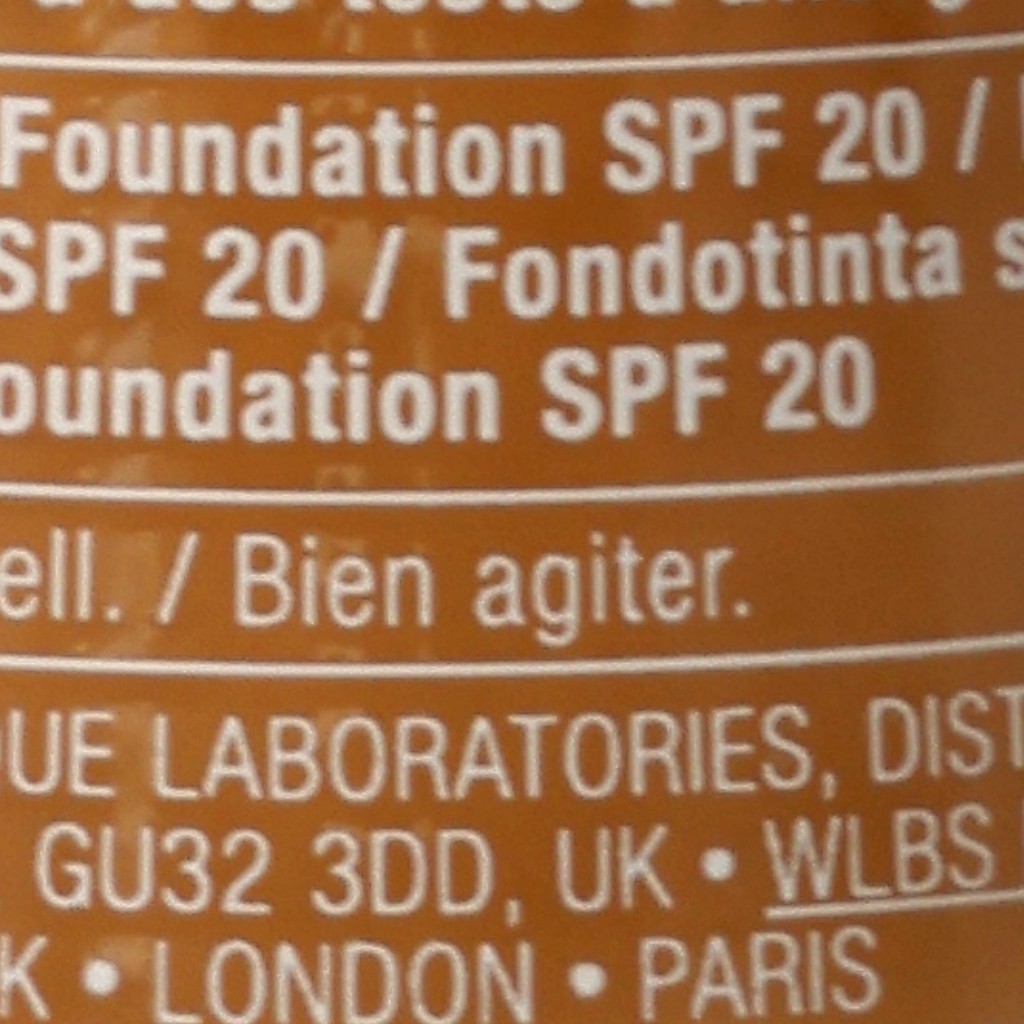 Foundation SPF 20 /
SPF 20 / Fondotinta
oundation SPF 20
ell. / Bien agiter.
UE LABORATORIES, DIST
GU32 3DD, UK • WLBS
K • LONDON • PARIS